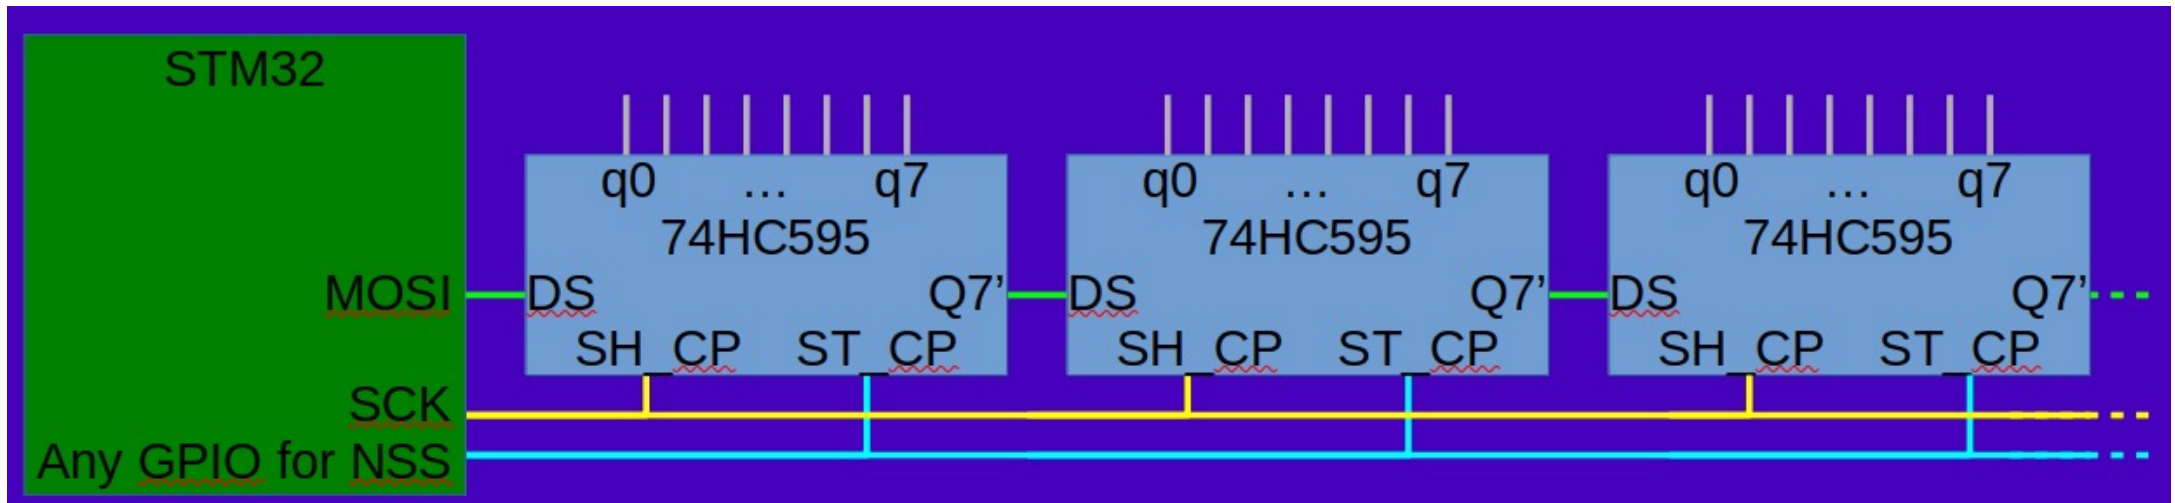 STM32
MOSI
SCK
Any GPIO for NSS
q0 ... q7
74HC595
DS Q7’
SH_CP ST_CP
q0 ... q7
74HC595
DS Q7’
SH_CP ST_CP
q0 ... q7
74HC595
DS Q7’
SH_CP ST_CP